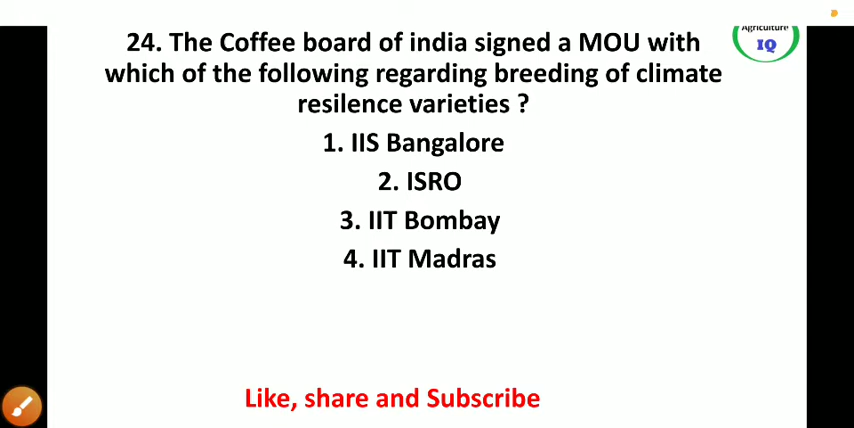 Agriculture
IQ
24. The Coffee board of india signed a MOU with
which of the following regarding breeding of climate
resilence varieties ?
1. IIS Bangalore
2. ISRO
3. IIT Bombay
4. IIT Madras
Like, share and Subscribe